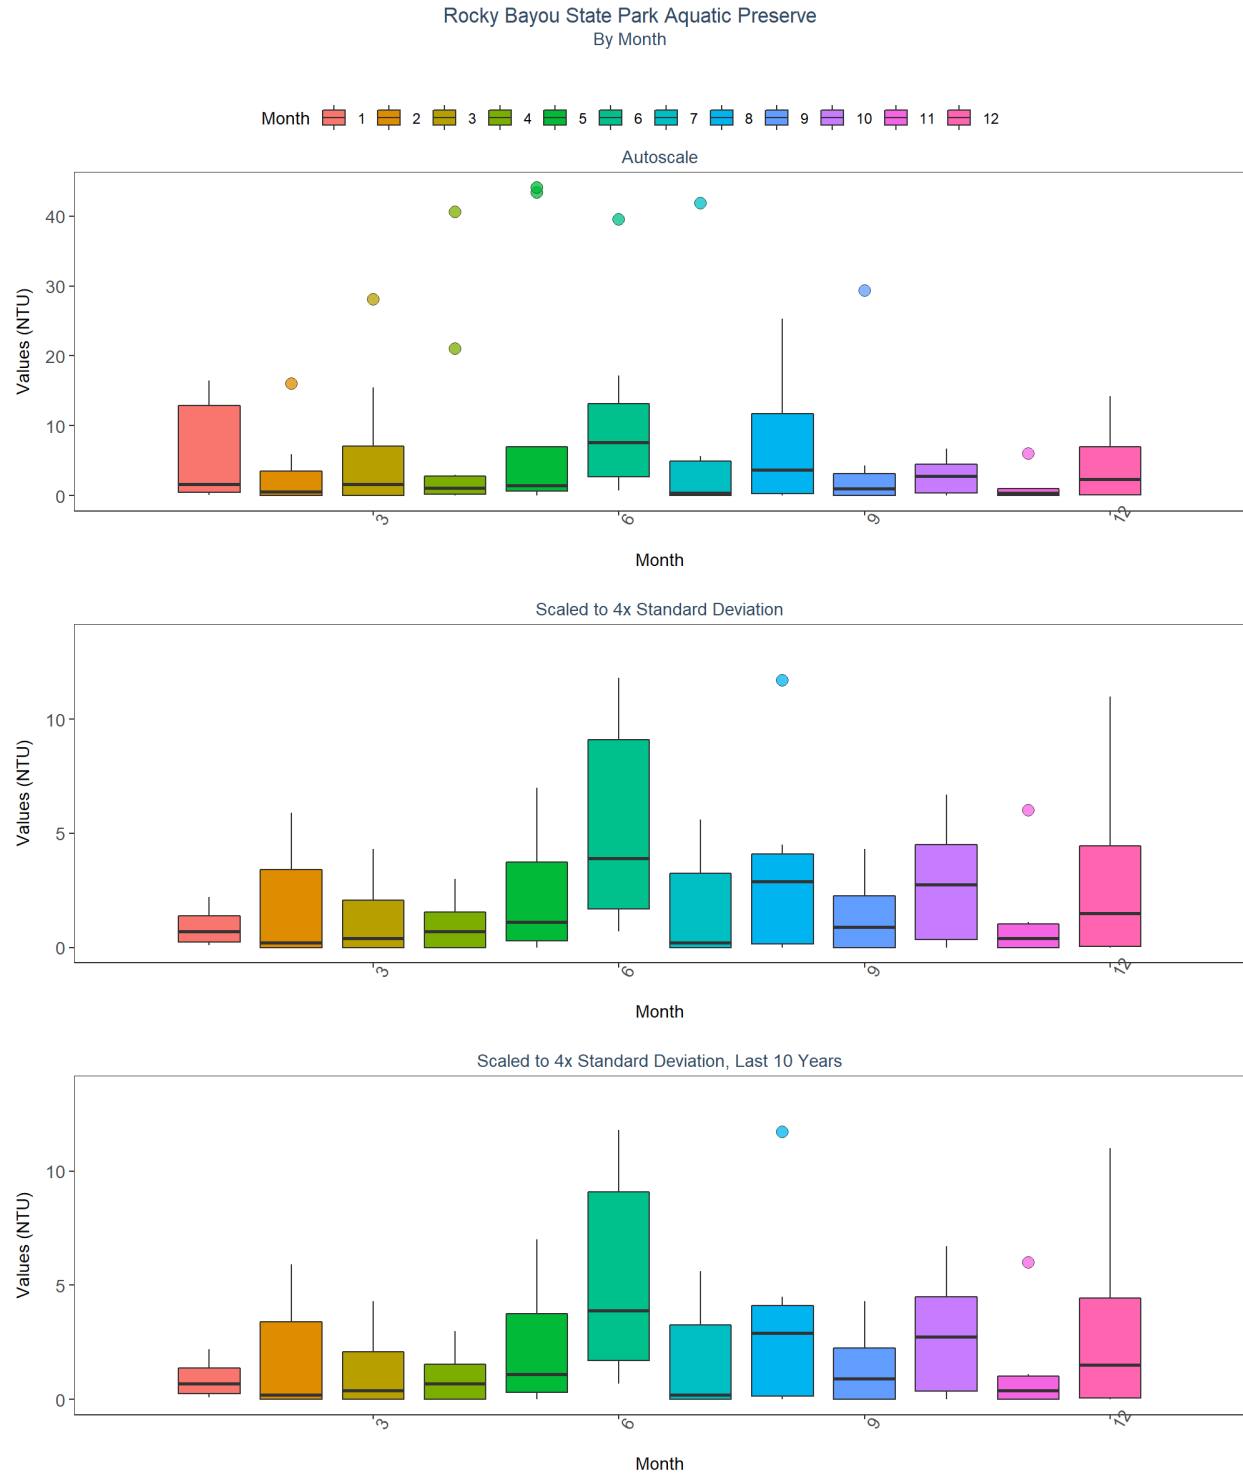 Rocky Bayou State Park Aquatic Preserve
By Month
Month 1 2 3 4 5 6 7 8 9 10 11 12
Autoscale
Values (NTU)
40
30
20
10
0
3 6 9 12
Month
Scaled to 4x Standard Deviation
Values (NTU)
10
5
0
3 6 9 12
Month
Scaled to 4x Standard Deviation, Last 10 Years
Values (NTU)
10
5
0
3 6 9 12
Month